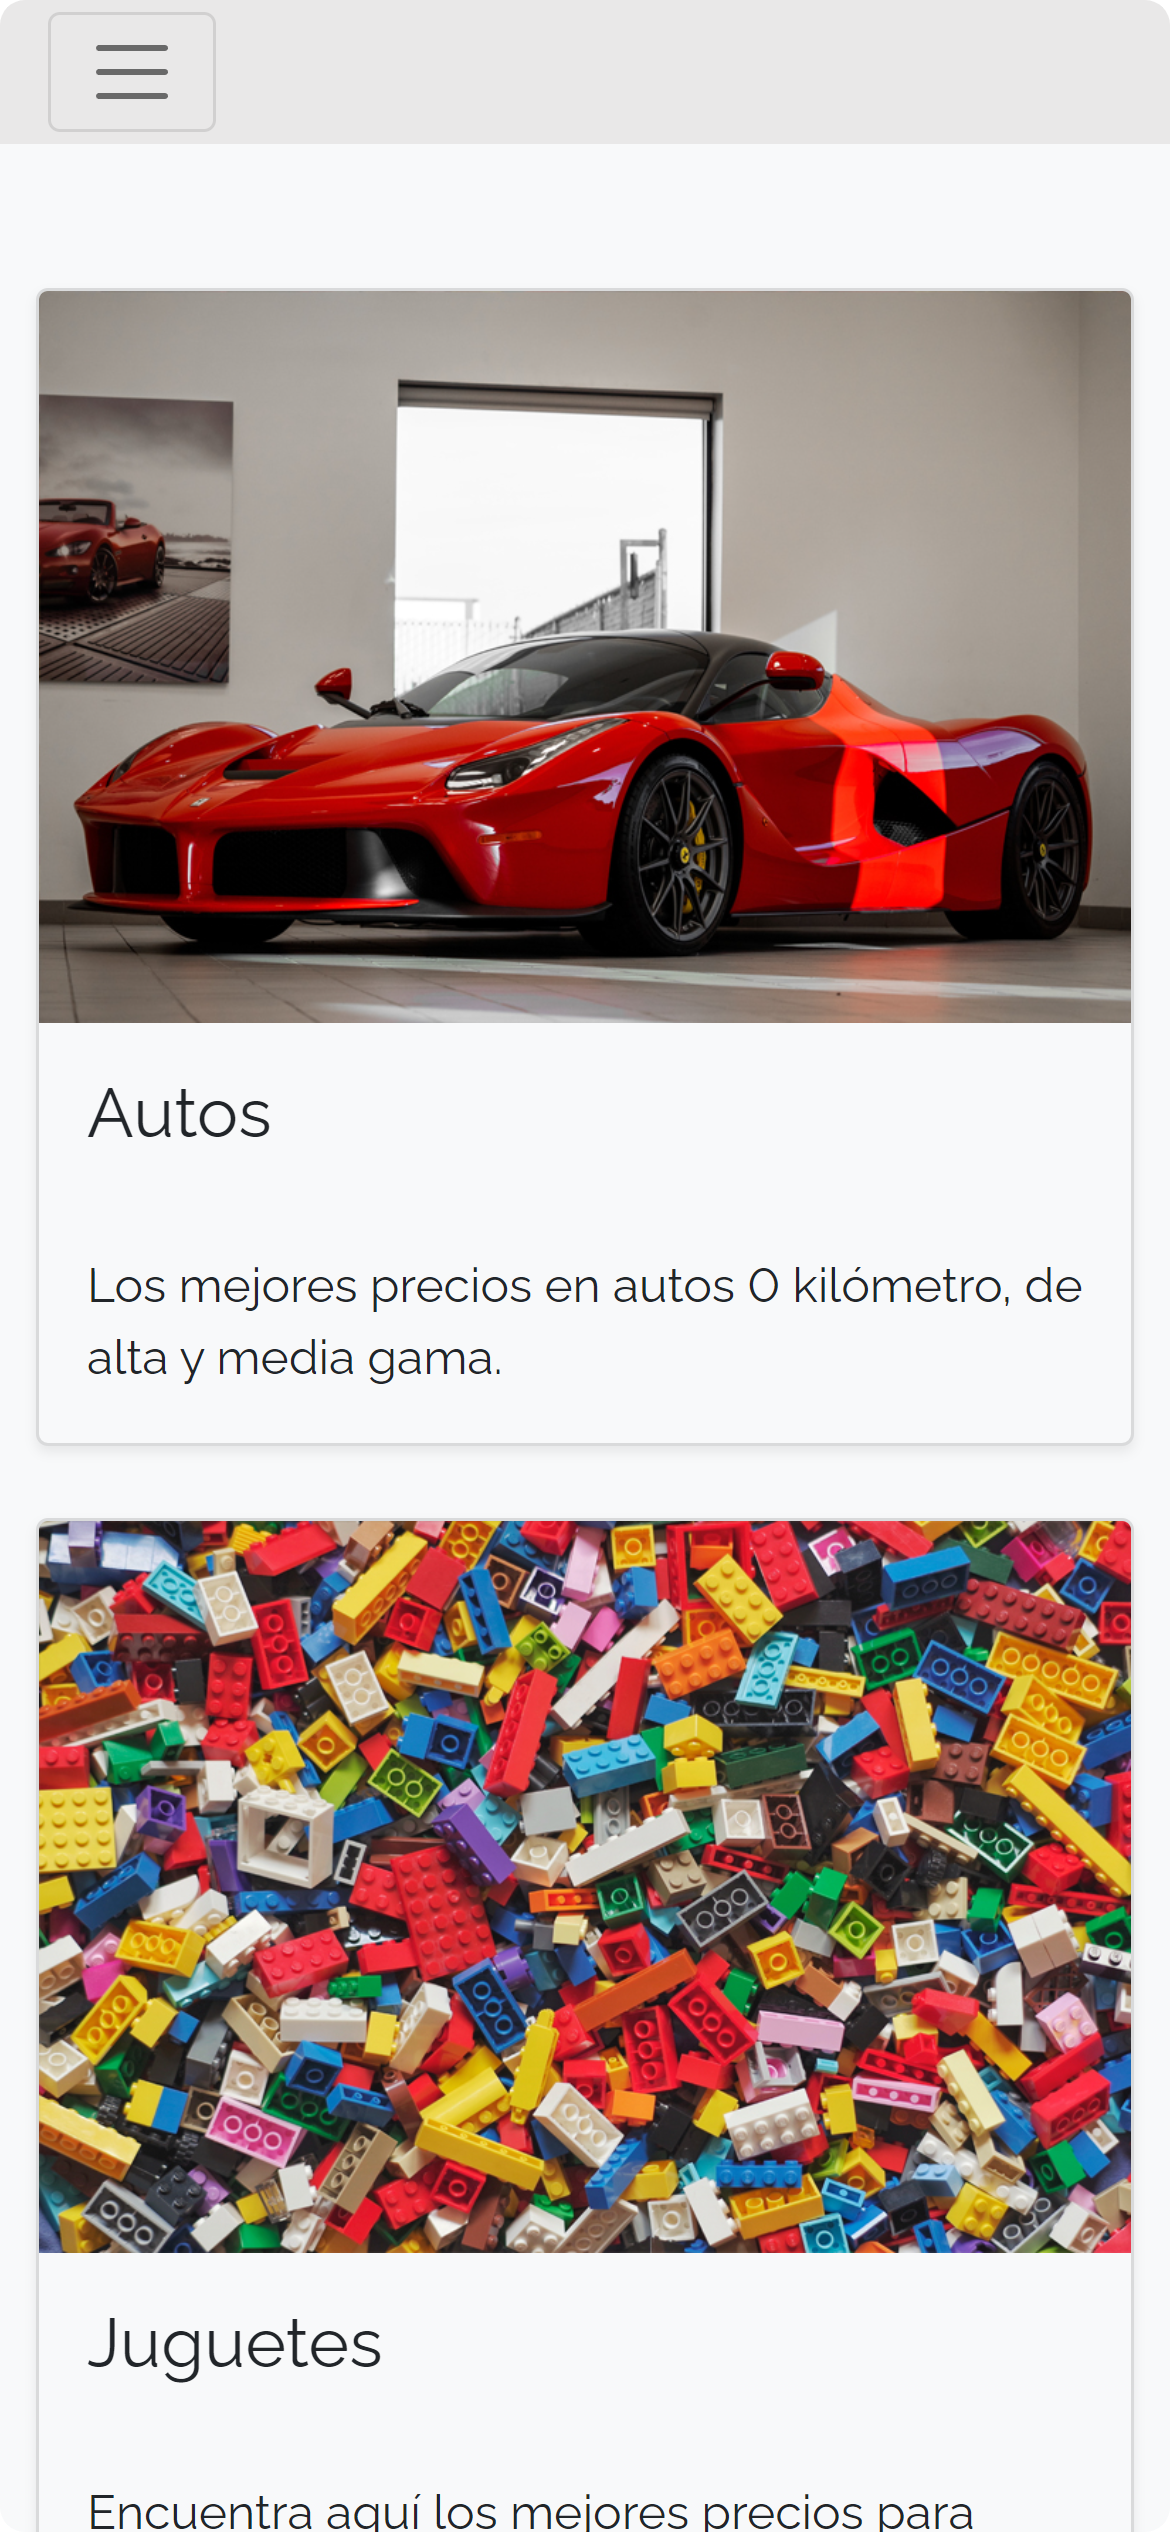 Autos
Los mejores precios en autos 0 kilómetro, de
alta y media gama.
Juguetes
Encuentra aquí los mejores precios para